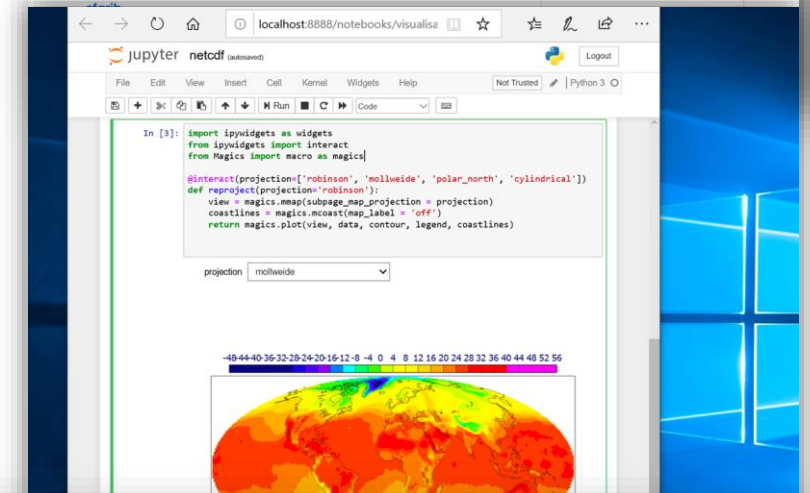 localhost:8888/notebooks/visualisa
jupyter netcdf (autosaved)
Logout
File Edit View Insert Cell Kernel Widgets Help
Not Trusted Python 3
Run Code
In [3]: import ipywidgets as widgets
from ipywidgets import interact
from Magics import macro as magics
@interact(projection=['robinson', 'mollweide', 'polar_north', 'cylindrical'])
def reproject(projection='robinson'):
view = magics.mmap(subpage_map_projection = projection)
coastlines = magics.mcoast(map_label = 'off')
return magics.plot(view, data, contour, legend, coastlines)
projection mollweide
-48-44-40-36-32-28-24-20-16-12-8 -4 0 4 8 12 16 20 24 28 32 36 40 44 48 52 56